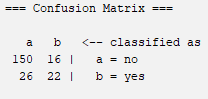 === Confusion Matrix ===
a b <-- classified as
150 16 | a = no
26 22 | b = yes